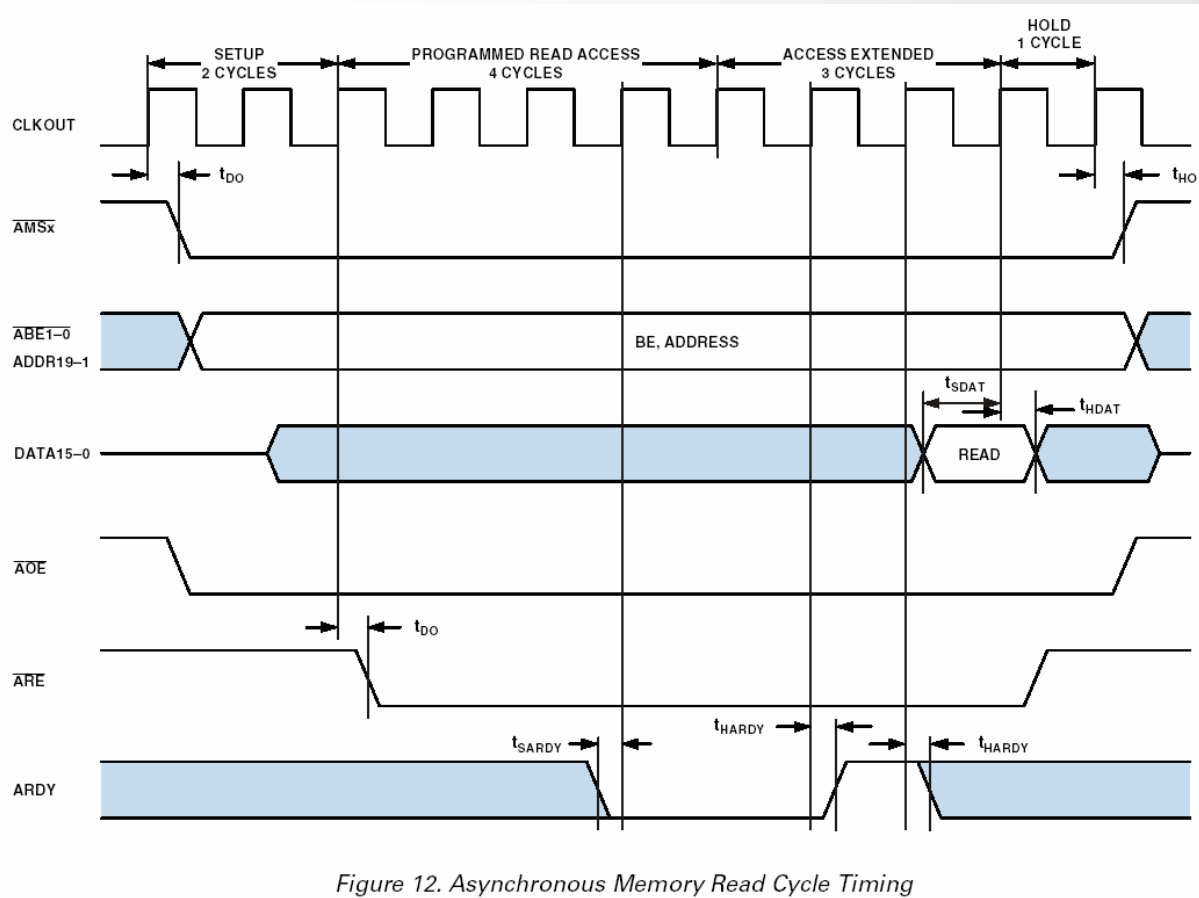 HOLD
1 CYCLE
SETUP
2 CYCLES
PROGRAMMED READ ACCESS
4 CYCLES
ACCESS EXTENDED
3 CYCLES
CLKOUT
tDO
tHO
AMSx
ABE1–0
ADDR19–1
BE, ADDRESS
tSDAT
tHDAT
DATA15–0
READ
AOE
tDO
ARE
tSARDY
tHARDY
tHARDY
ARDY
Figure 12. Asynchronous Memory Read Cycle Timing